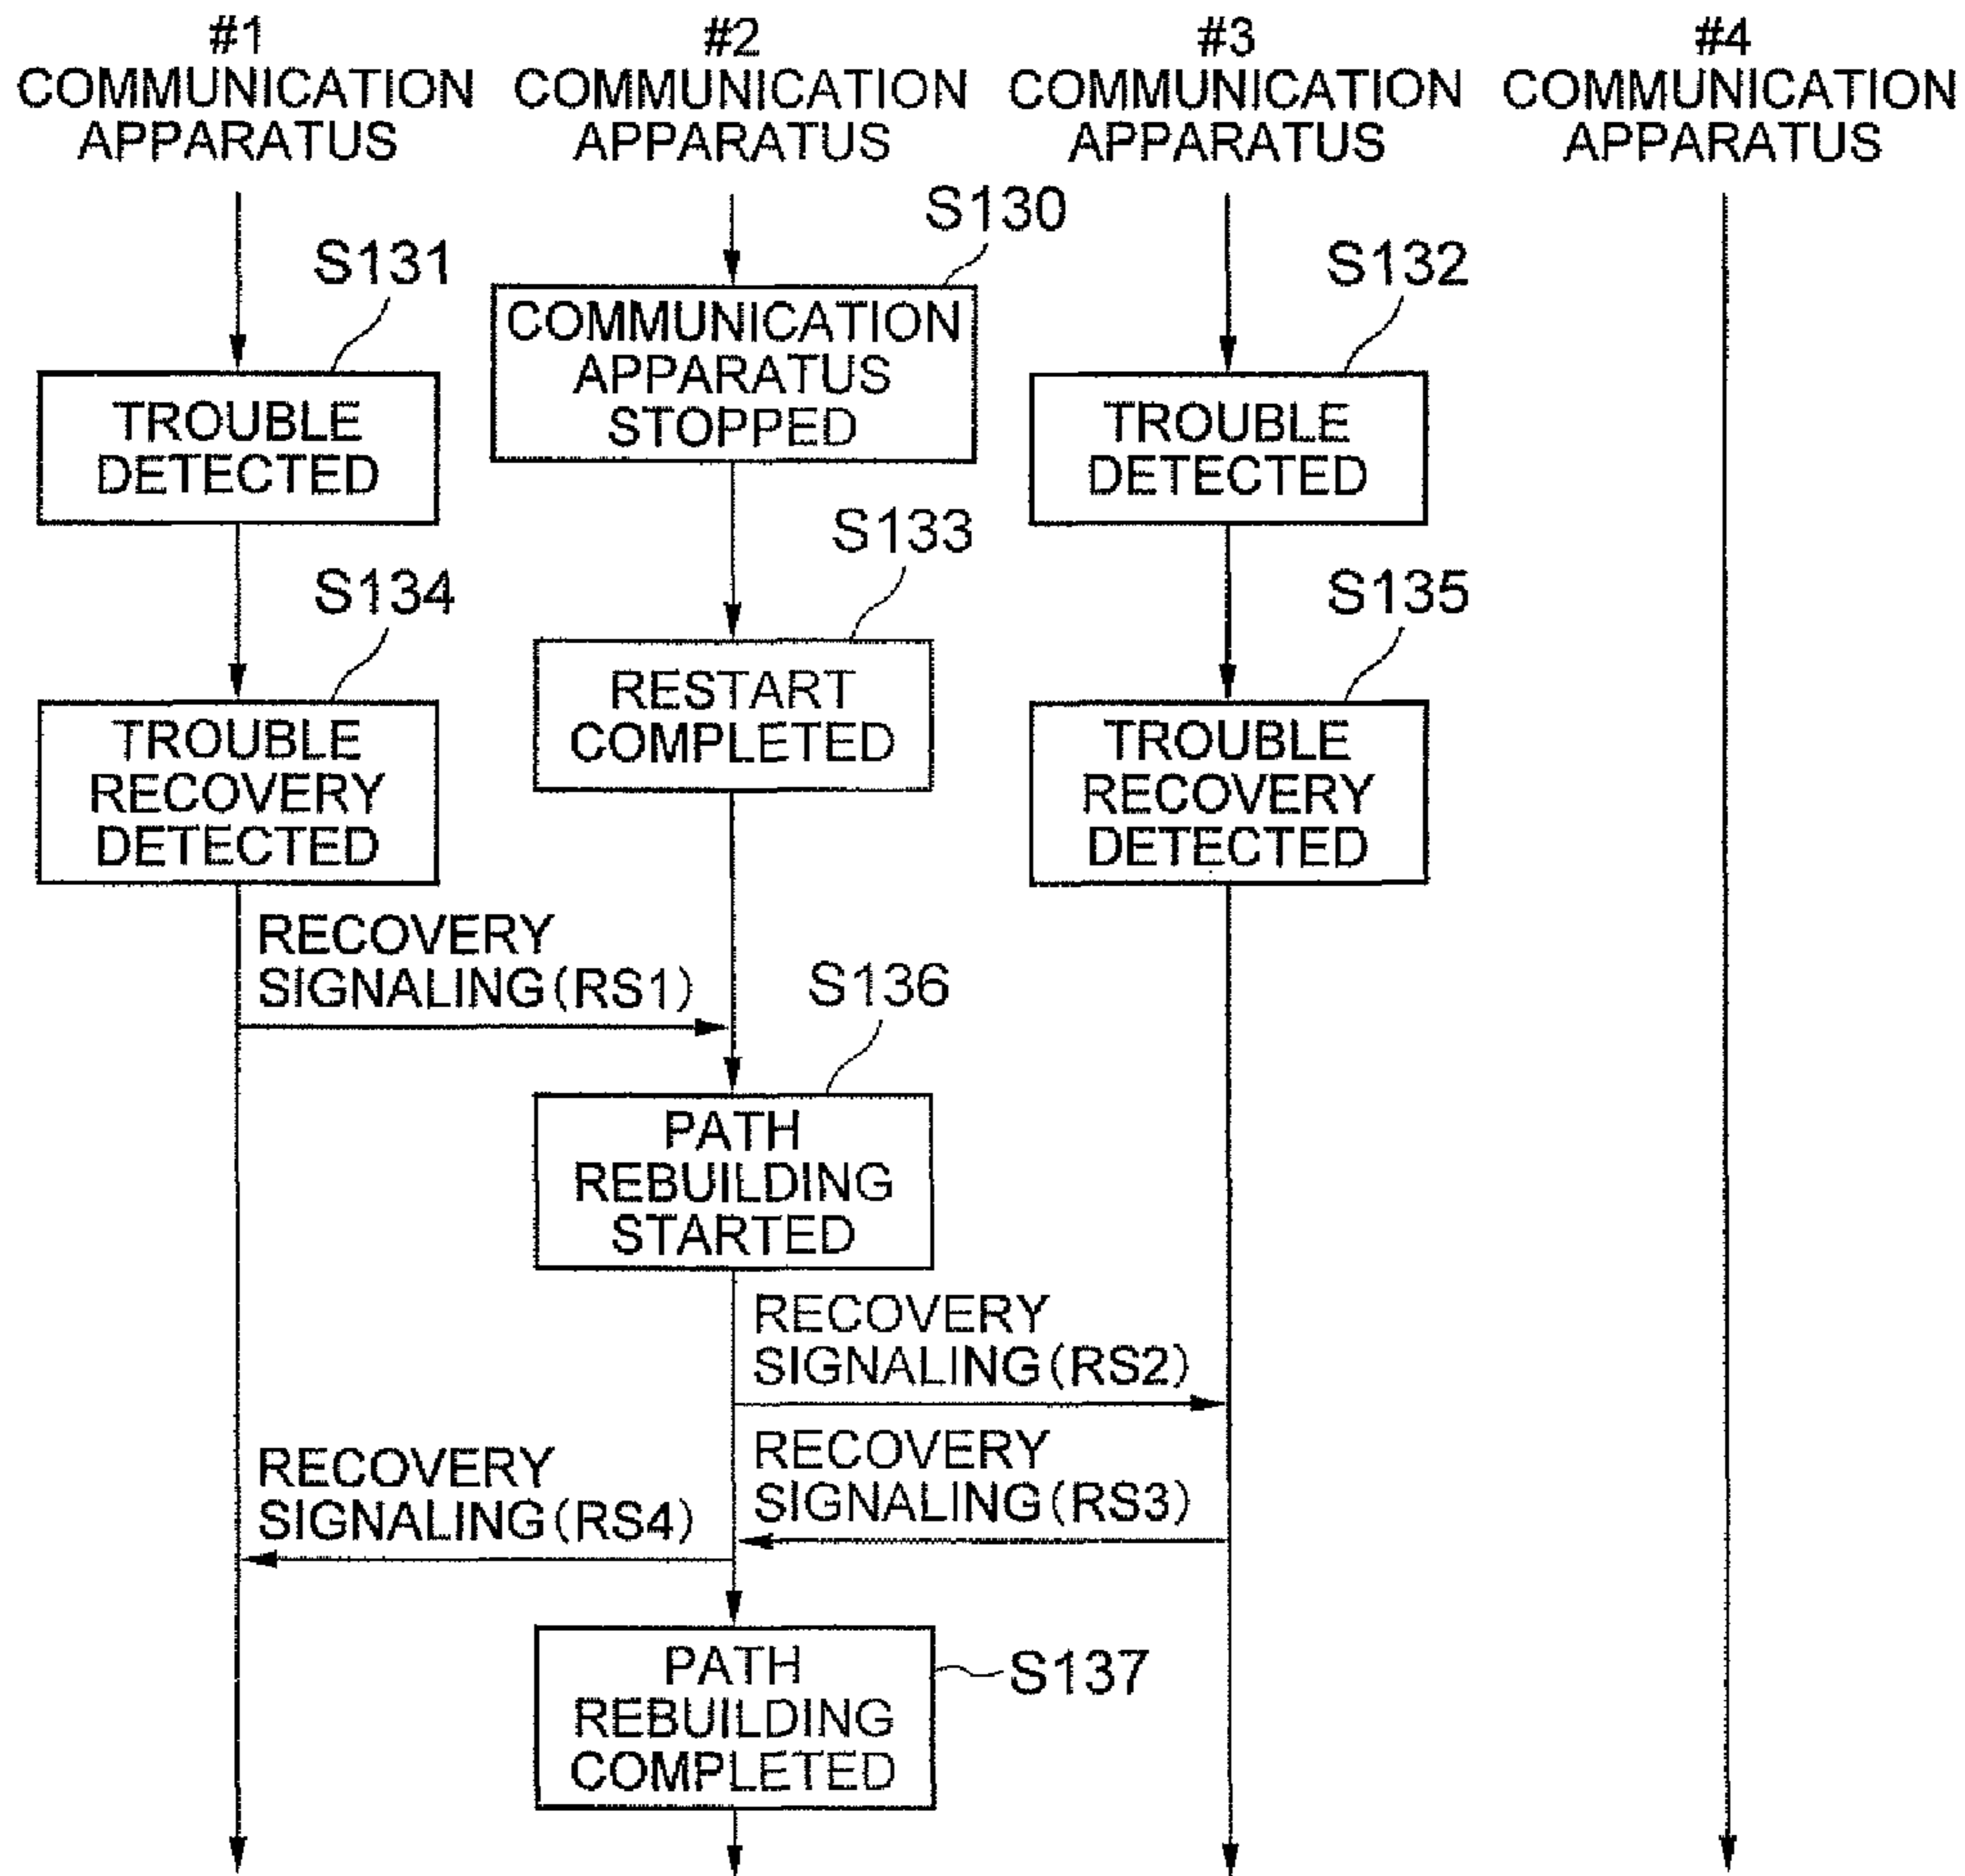 #1
COMMUNICATION
APPARATUS
#2
COMMUNICATION
APPARATUS
#3
COMMUNICATION
APPARATUS
#4
COMMUNICATION
APPARATUS
S130
COMMUNICATION
APPARATUS
STOPPED
S131
TROUBLE
DETECTED
S132
TROUBLE
DETECTED
S133
RESTART
COMPLETED
S134
TROUBLE
RECOVERY
DETECTED
S135
TROUBLE
RECOVERY
DETECTED
RECOVERY
SIGNALING(RS1)
S136
PATH
REBUILDING
STARTED
RECOVERY
SIGNALING(RS2)
RECOVERY
SIGNALING(RS3)
RECOVERY
SIGNALING(RS4)
PATH
REBUILDING
COMPLETED
S137